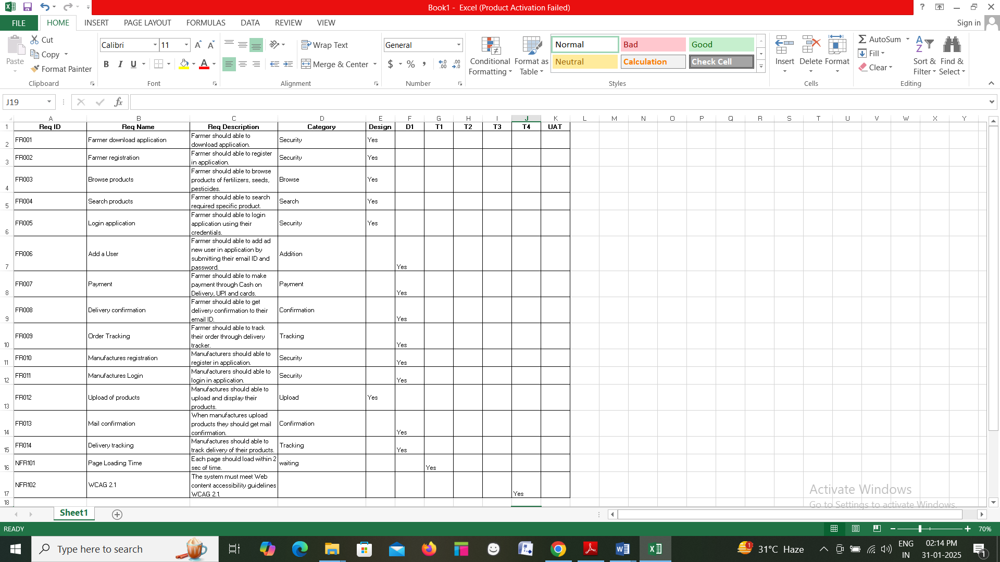 Book1 - Excel (Product Activation Failed)
?
FILE HOME INSERT PAGE LAYOUT FORMULAS DATA REVIEW VIEW Sign in
Paste
Cut
Copy
Format Painter
Clipboard
Calibri 11
B I U
Font
Wrap Text
Merge & Center
Alignment
General
$ % ,
Number
Conditional Formatting
Format as Table
Normal Bad Good
Neutral Calculation Check Cell
Styles
Insert Delete Format
Cells
AutoSum
Fill
Clear
Sort & Filter
Find & Select
Editing
J19 fx
A B C D E F G H I J K L M N O P Q R S T U V W X Y
1 Req ID Req Name Req Description Category Design D1 T1 T2 T3 T4 UAT
2 FR001 Farmer download application Farmer should able to download application. Security Yes
3 FR002 Farmer registration Farmer should able to register in application. Security Yes
4 FR003 Browse products Farmer should able to browse products of fertilizers, seeds, pesticides. Browse Yes
5 FR004 Search products Farmer should able to search required specific product. Search Yes
6 FR005 Login application Farmer should able to login application using their credentials. Security Yes
7 FR006 Add a User Farmer should able to add ad new user in application by submitting their email ID and password. Addition Yes
8 FR007 Payment Farmer should able to make payment through Cash on Delivery, UPI and cards. Payment Yes
9 FR008 Delivery confirmation Farmer should able to get delivery confirmation to their email ID. Confirmation Yes
10 FR009 Order Tracking Farmer should able to track their order through delivery tracker. Tracking Yes
11 FR010 Manufactures registration Manufacturers should able to register in application. Security Yes
12 FR011 Manufactures Login Manufacturers should able to login in application. Security Yes
13 FR012 Upload of products Manufactures should able to upload and display their products. Upload Yes
14 FR013 Mail confirmation When manufactures upload products they should get mail confirmation. Confirmation Yes
15 FR014 Delivery tracking Manufactures should able to track delivery of their products. Tracking Yes
16 NFR101 Page Loading Time Each page should load within 2 sec of time. waiting Yes
17 NFR102 WCAG 2.1 The system must meet Web content accessibility guidelines WCAG 2.1. Yes
18
Activate Windows
Go to Settings to activate Windows.
Sheet1
READY 70%
Type here to search
31°C Haze
ENG
IN
02:14 PM
31-01-2025
1